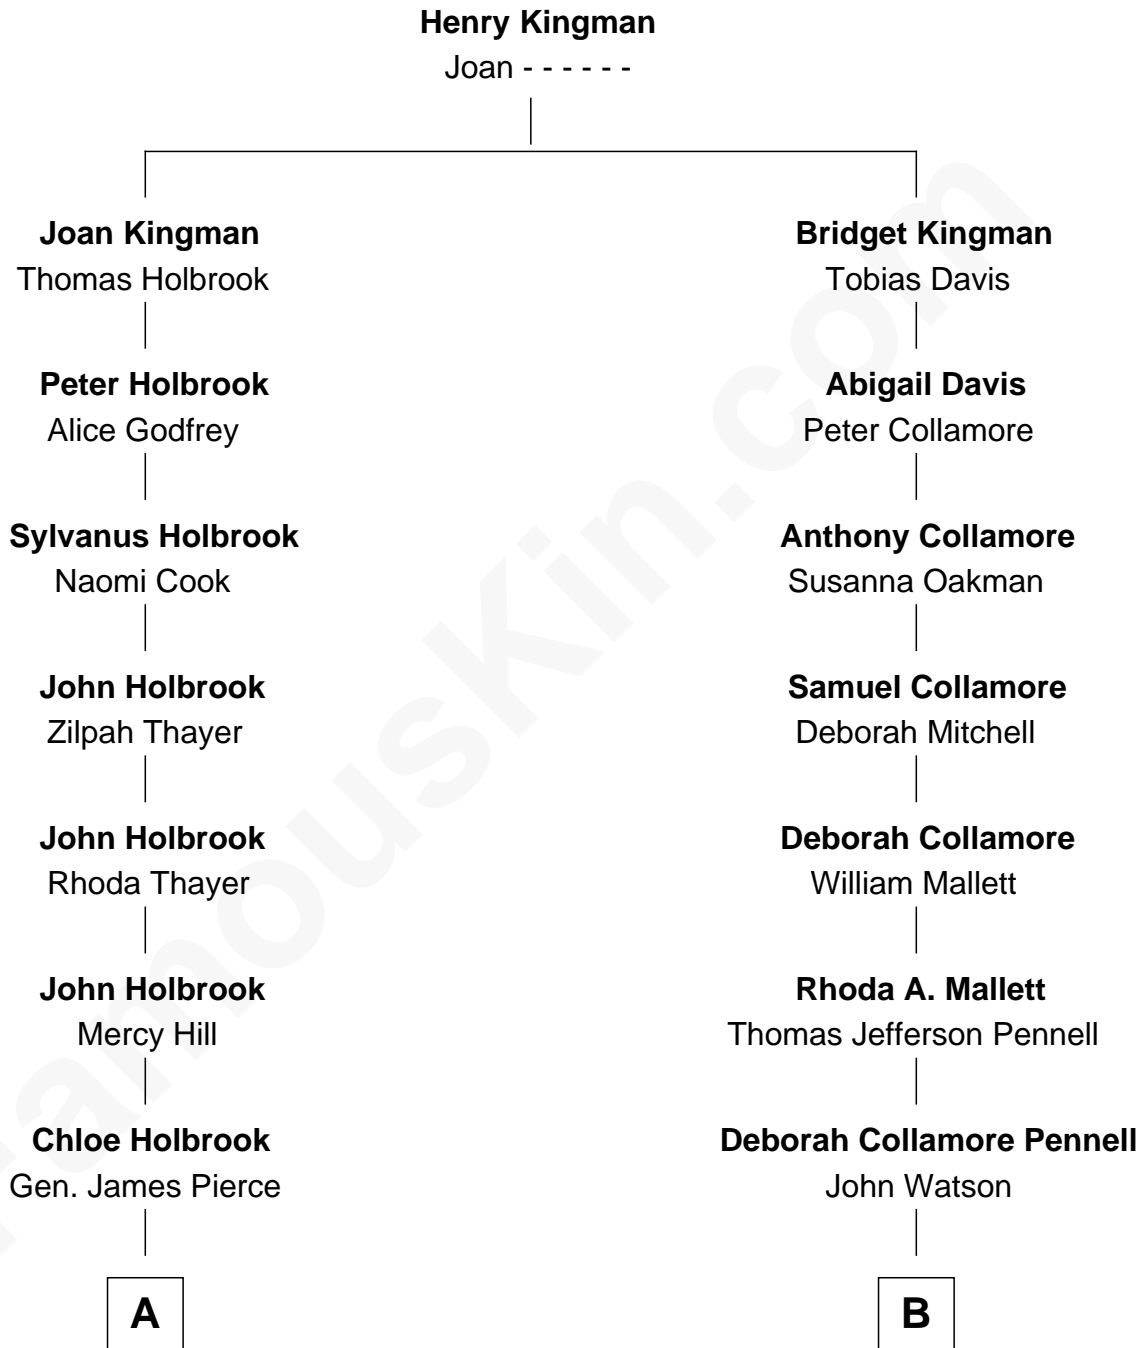 Henry Kingman
Joan - - - - - -
Joan Kingman
Thomas Holbrook
Bridget Kingman
Tobias Davis
Peter Holbrook
Alice Godfrey
Abigail Davis
Peter Collamore
Sylvanus Holbrook
Naomi Cook
Anthony Collamore
Susanna Oakman
John Holbrook
Zilpah Thayer
Samuel Collamore
Deborah Mitchell
John Holbrook
Rhoda Thayer
Deborah Collamore
William Mallett
John Holbrook
Mercy Hill
Rhoda A. Mallett
Thomas Jefferson Pennell
Chloe Holbrook
Gen. James Pierce
Deborah Collamore Pennell
John Watson
A
B
FamousKin.com